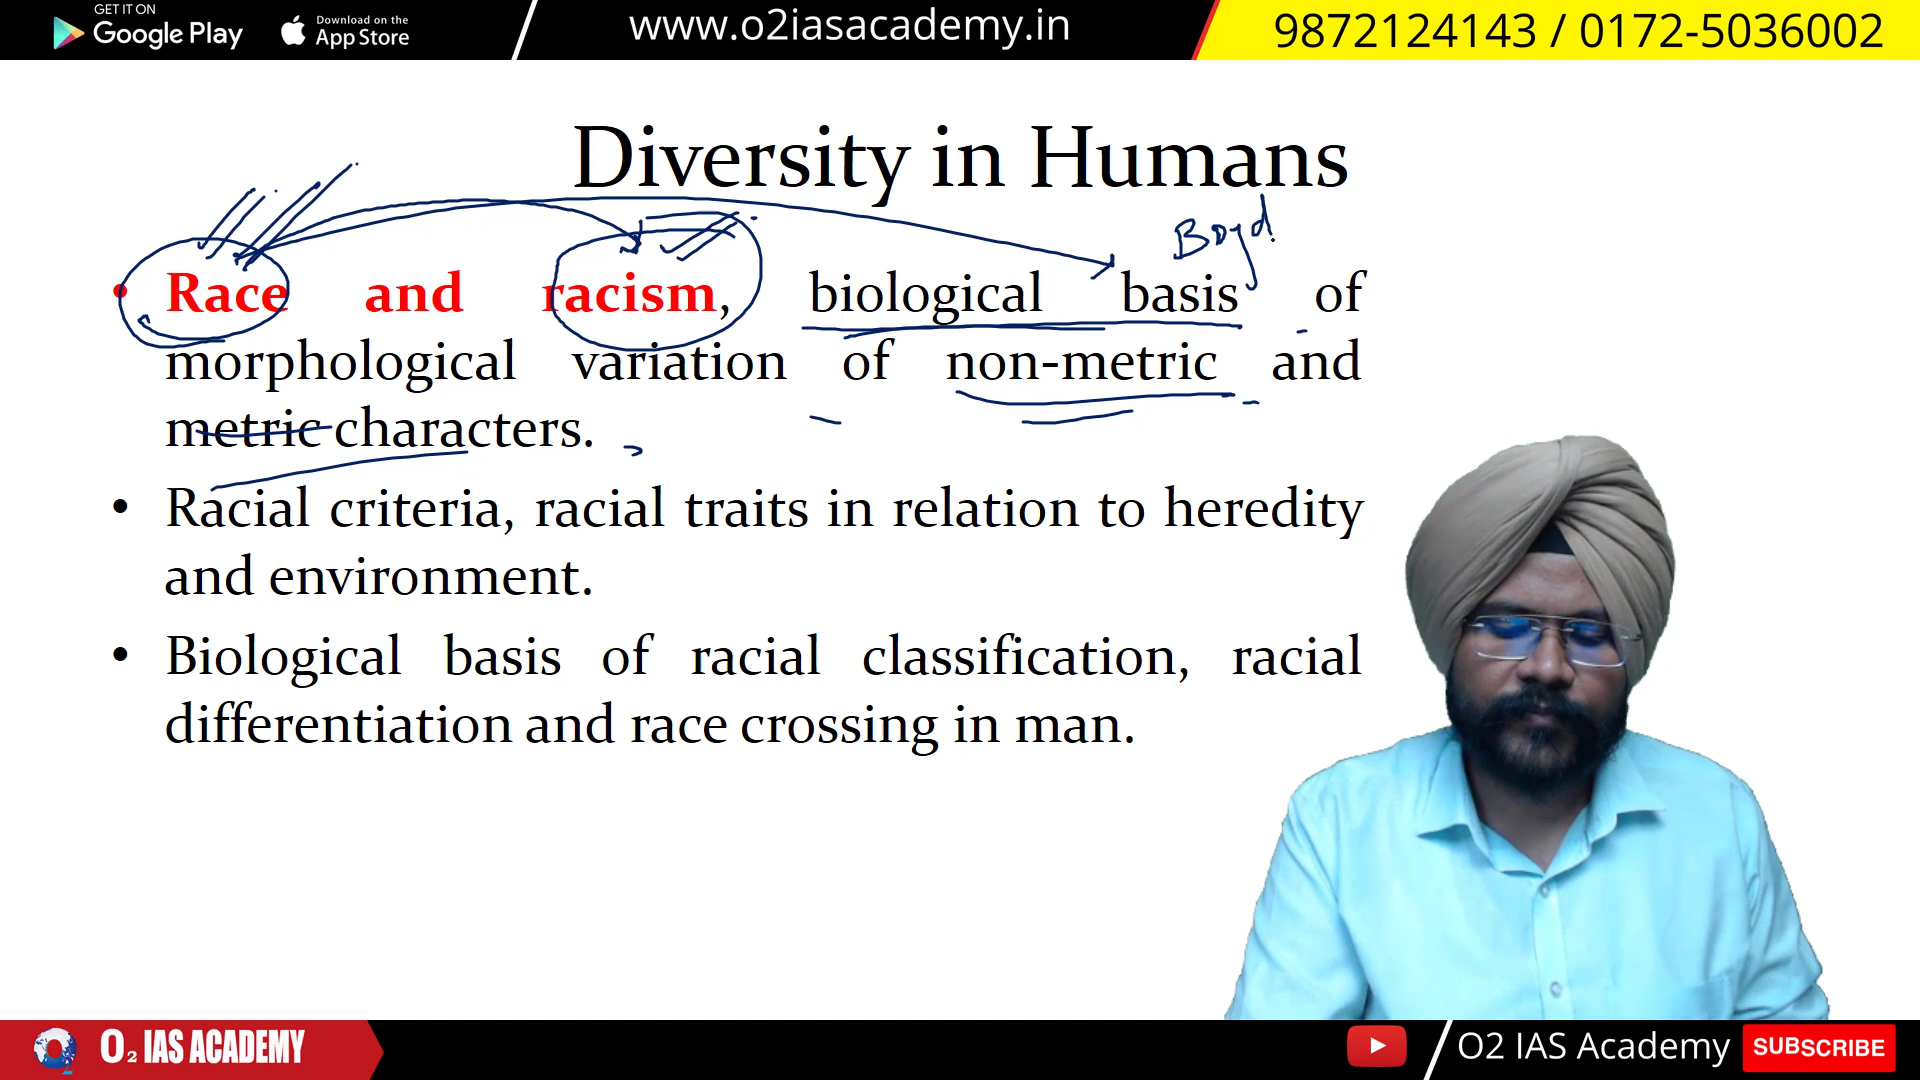 GET IT ON
Google Play
Download on the
App Store
www.o2iasacademy.in
9872124143 / 0172-5036002
Diversity in Humans
Boyd
• Race and racism, biological basis of
morphological variation of non-metric and
metric characters.
• Racial criteria, racial traits in relation to heredity
and environment.
• Biological basis of racial classification, racial
differentiation and race crossing in man.
O2 IAS ACADEMY
O2 IAS Academy
SUBSCRIBE